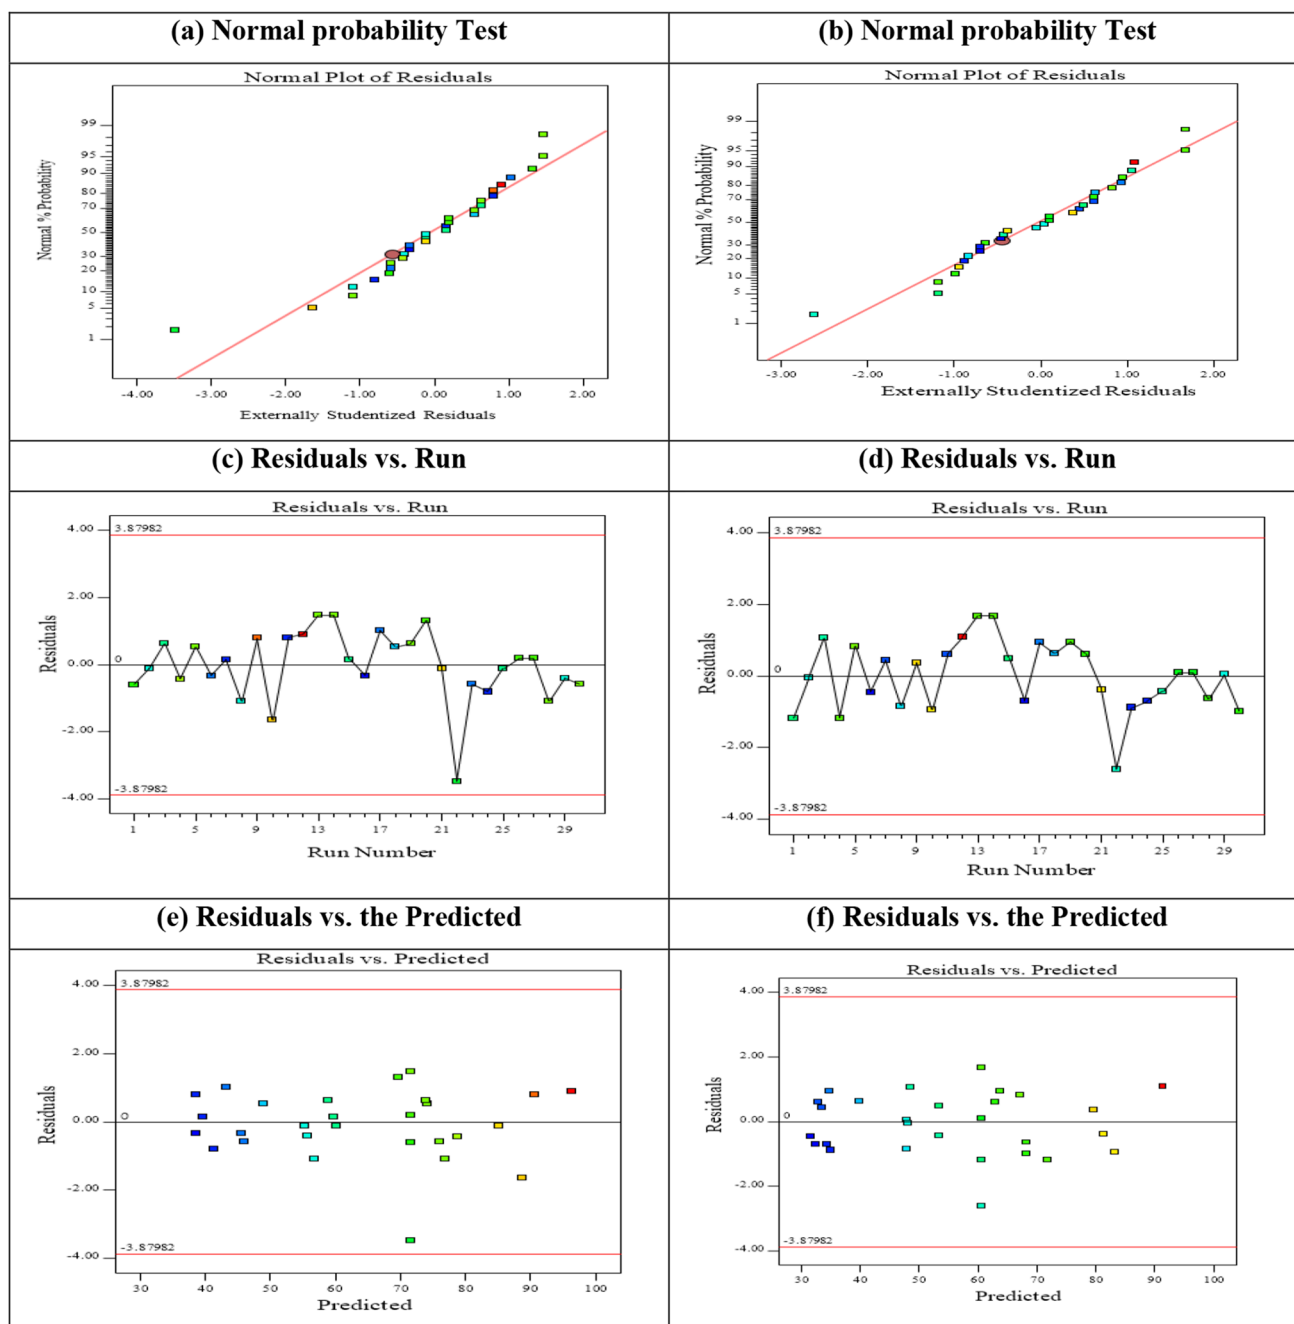 (a) Normal probability Test
(b) Normal probability Test
Normal Plot of Residuals
Normal % Probability
99
95
90
80
70
50
30
20
10
5
1
-4.00 -3.00 -2.00 -1.00 0.00 1.00 2.00
Externally Studentized Residuals
Normal Plot of Residuals
Normal % Probability
99
95
90
80
70
50
30
20
10
5
1
-3.00 -2.00 -1.00 0.00 1.00 2.00
Externally Studentized Residuals
(c) Residuals vs. Run
(d) Residuals vs. Run
Residuals vs. Run
Residuals
4.00
3.87982
2.00
0.00
0
-2.00
-3.87982
-4.00
1 5 9 13 17 21 25 29
Run Number
Residuals vs. Run
Residuals
4.00
3.87982
2.00
0.00
0
-2.00
-3.87982
-4.00
1 5 9 13 17 21 25 29
Run Number
(e) Residuals vs. the Predicted
(f) Residuals vs. the Predicted
Residuals vs. Predicted
Residuals
4.00
3.87982
2.00
0.00
0
-2.00
-3.87982
-4.00
30 40 50 60 70 80 90 100
Predicted
Residuals vs. Predicted
Residuals
4.00
3.87982
2.00
0.00
0
-2.00
-3.87982
-4.00
30 40 50 60 70 80 90 100
Predicted